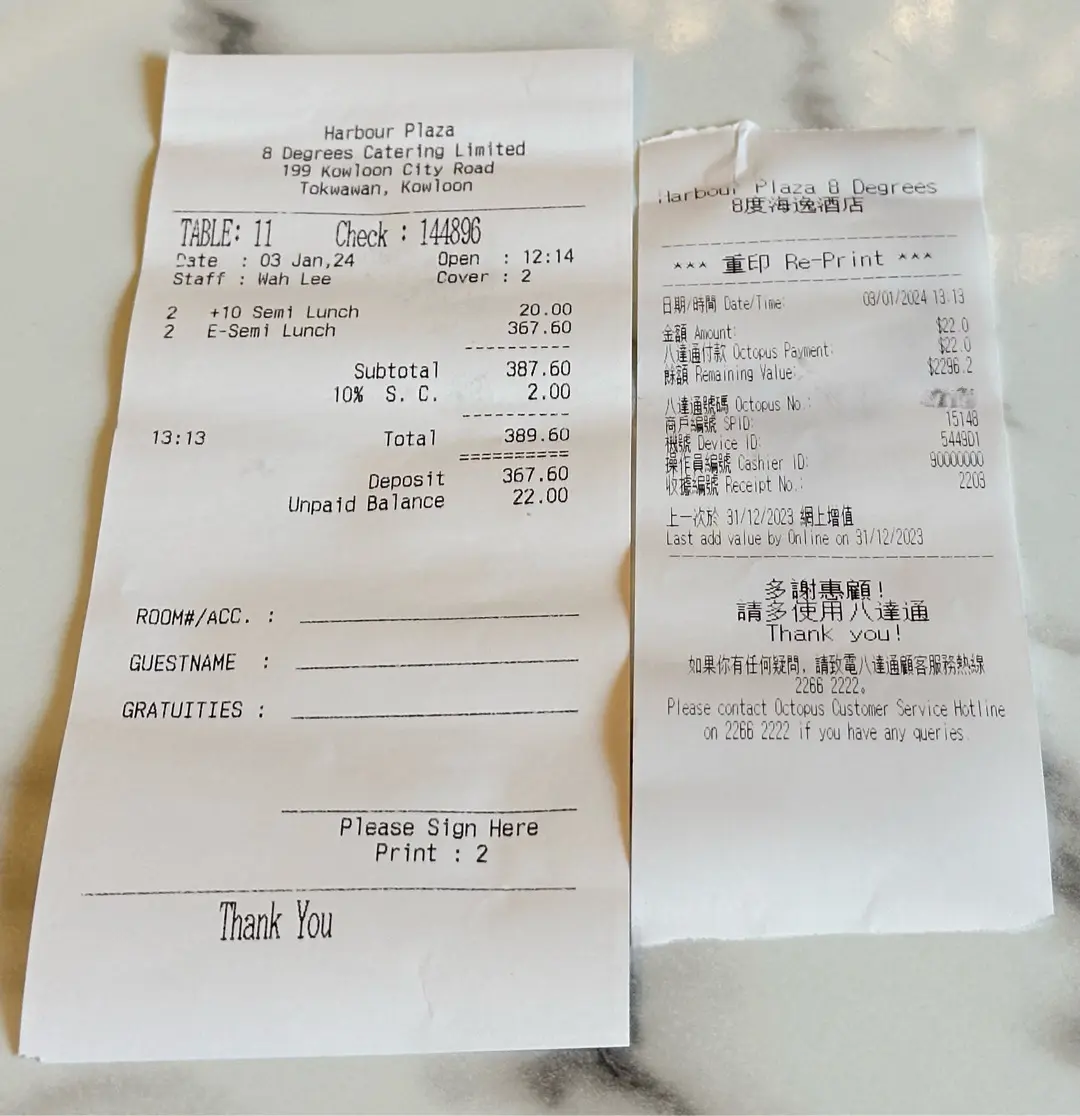 Harbour Plaza
8 Degrees Catering Limited
199 Kowloon City Road
Tokwawan, Kowloon
TABLE: 11 Check : 144896
Date : 03 Jan,24 Open : 12:14
Staff : Wah Lee Cover : 2
2 +10 Semi Lunch 20.00
2 E-Semi Lunch 367.60
Subtotal 387.60
10% S. C. 2.00
13:13 Total 389.60
Deposit 367.60
Unpaid Balance 22.00
ROOM#/ACC. :
GUESTNAME :
GRATUITIES :
Please Sign Here
Print : 2
Thank You
Harbour Plaza 8 Degrees
8度海逸酒店
*** 重印 Re-Print ***
日期/時間 Date/Time: 03/01/2024 13:13
金額 Amount: $22.0
八達通付款 Octopus Payment: $22.0
餘額 Remaining Value: $2296.2
八達通號碼 Octopus No.:
商戶編號 SPID: 15148
機號 Device ID: 5449D1
操作員編號 Cashier ID: 90000000
收據編號 Receipt No.: 2203
上一次於 31/12/2023 網上增值
Last add value by Online on 31/12/2023
多謝惠顧!
請多使用八達通
Thank you!
如果你有任何疑問, 請致電八達通顧客服務熱線
2266 2222。
Please contact Octopus Customer Service Hotline
on 2266 2222 if you have any queries.